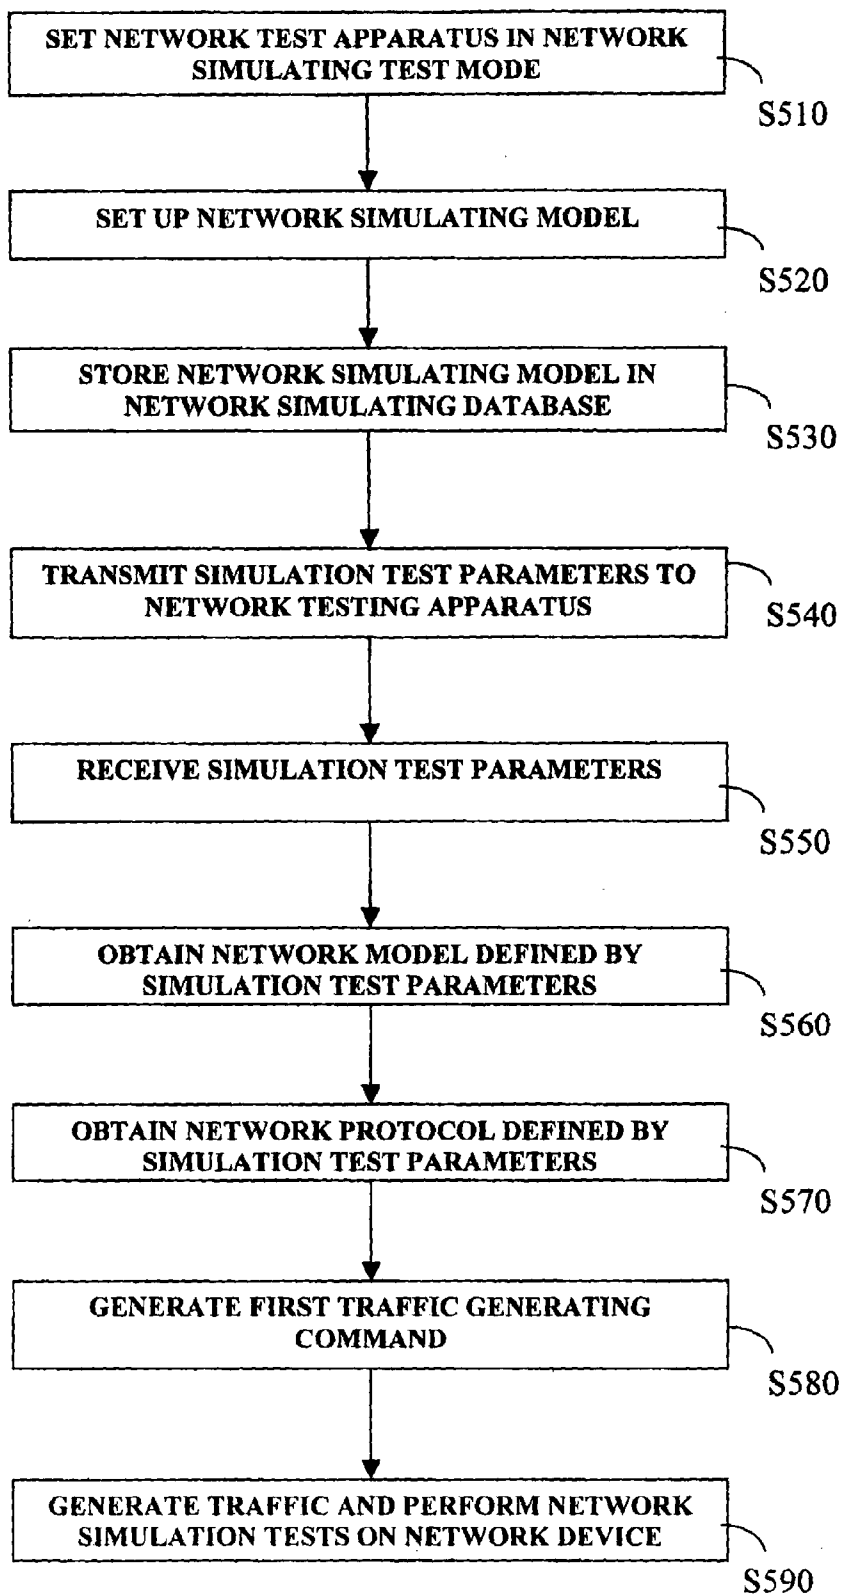 SET NETWORK TEST APPARATUS IN NETWORK
SIMULATING TEST MODE
S510
SET UP NETWORK SIMULATING MODEL
S520
STORE NETWORK SIMULATING MODEL IN
NETWORK SIMULATING DATABASE
S530
TRANSMIT SIMULATION TEST PARAMETERS TO
NETWORK TESTING APPARATUS
S540
RECEIVE SIMULATION TEST PARAMETERS
S550
OBTAIN NETWORK MODEL DEFINED BY
SIMULATION TEST PARAMETERS
S560
OBTAIN NETWORK PROTOCOL DEFINED BY
SIMULATION TEST PARAMETERS
S570
GENERATE FIRST TRAFFIC GENERATING
COMMAND
S580
GENERATE TRAFFIC AND PERFORM NETWORK
SIMULATION TESTS ON NETWORK DEVICE
S590